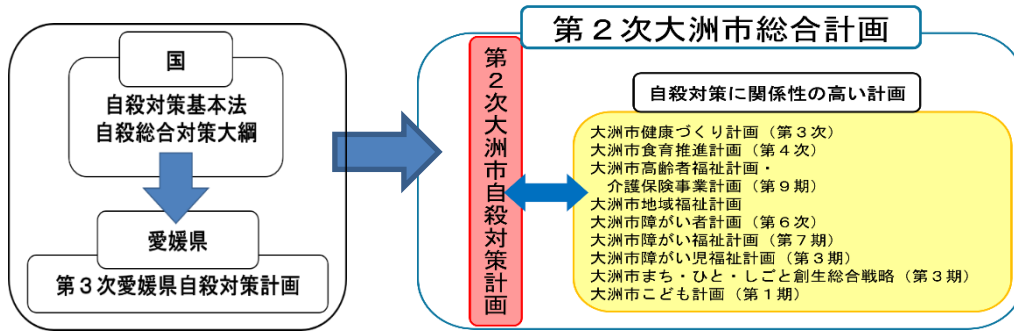 国
自殺対策基本法
自殺総合対策大綱
愛媛県
第３次愛媛県自殺対策計画
第２次大洲市総合計画
第２次大洲市自殺対策計画
自殺対策に関係性の高い計画
大洲市健康づくり計画（第３次）
大洲市食育推進計画（第４次）
大洲市高齢者福祉計画・
介護保険事業計画（第９期）
大洲市地域福祉計画
大洲市障がい者計画（第６次）
大洲市障がい福祉計画（第７期）
大洲市障がい児福祉計画（第３期）
大洲市まち・ひと・しごと創生総合戦略（第３期）
大洲市こども計画（第１期）